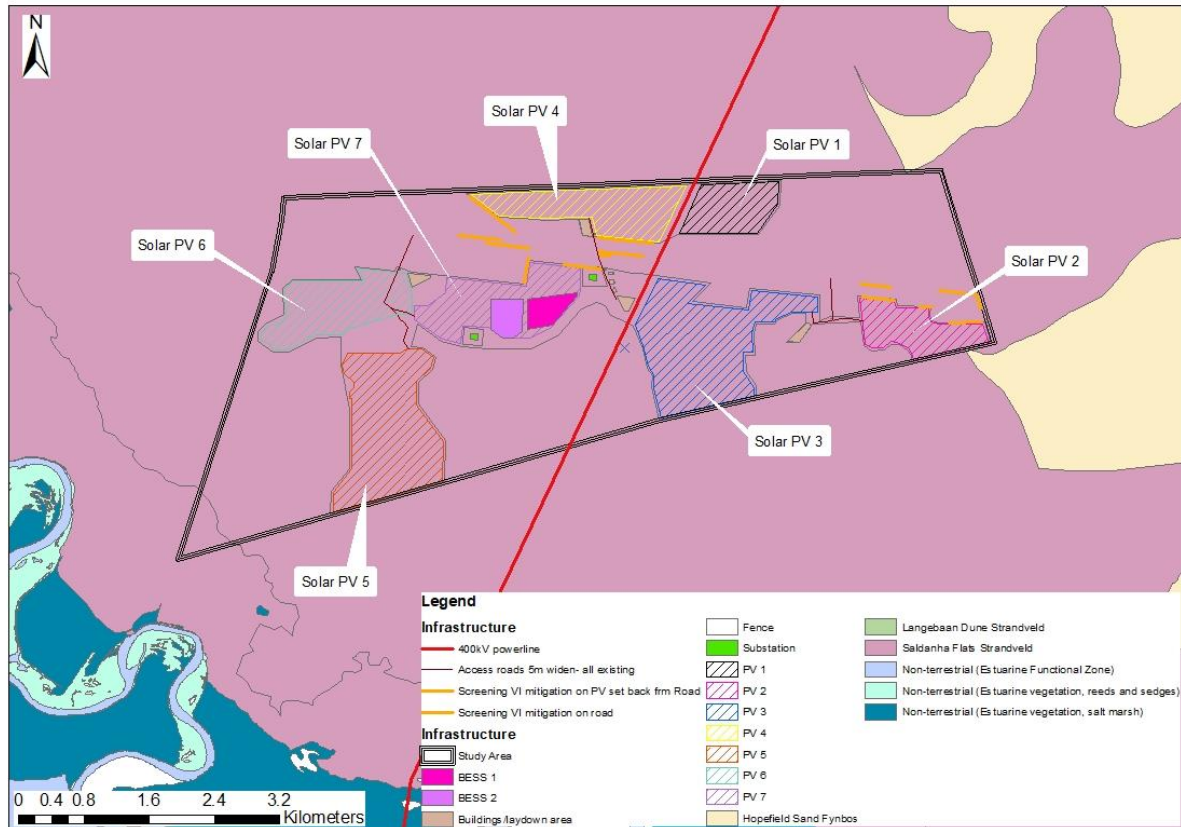 N
Solar PV 4
Solar PV 7
Solar PV 1
Solar PV 6
Solar PV 2
Solar PV 3
Solar PV 5
Legend
Infrastructure
400kV powerline
Access roads 5m widen- all existing
Screening VI mitigation on PV set back frm Road
Screening VI mitigation on road
Infrastructure
Study Area
BESS 1
BESS 2
Buildings/laydown area
Fence
Substation
PV 1
PV 2
PV 3
PV 4
PV 5
PV 6
PV 7
Hopefield Sand Fynbos
Langebaan Dune Strandveld
Saldanha Flats Strandveld
Non-terrestrial (Estuarine Functional Zone)
Non-terrestrial (Estuarine vegetation, reeds and sedges)
Non-terrestrial (Estuarine vegetation, salt marsh)
0 0.4 0.8 1.6 2.4 3.2
Kilometers